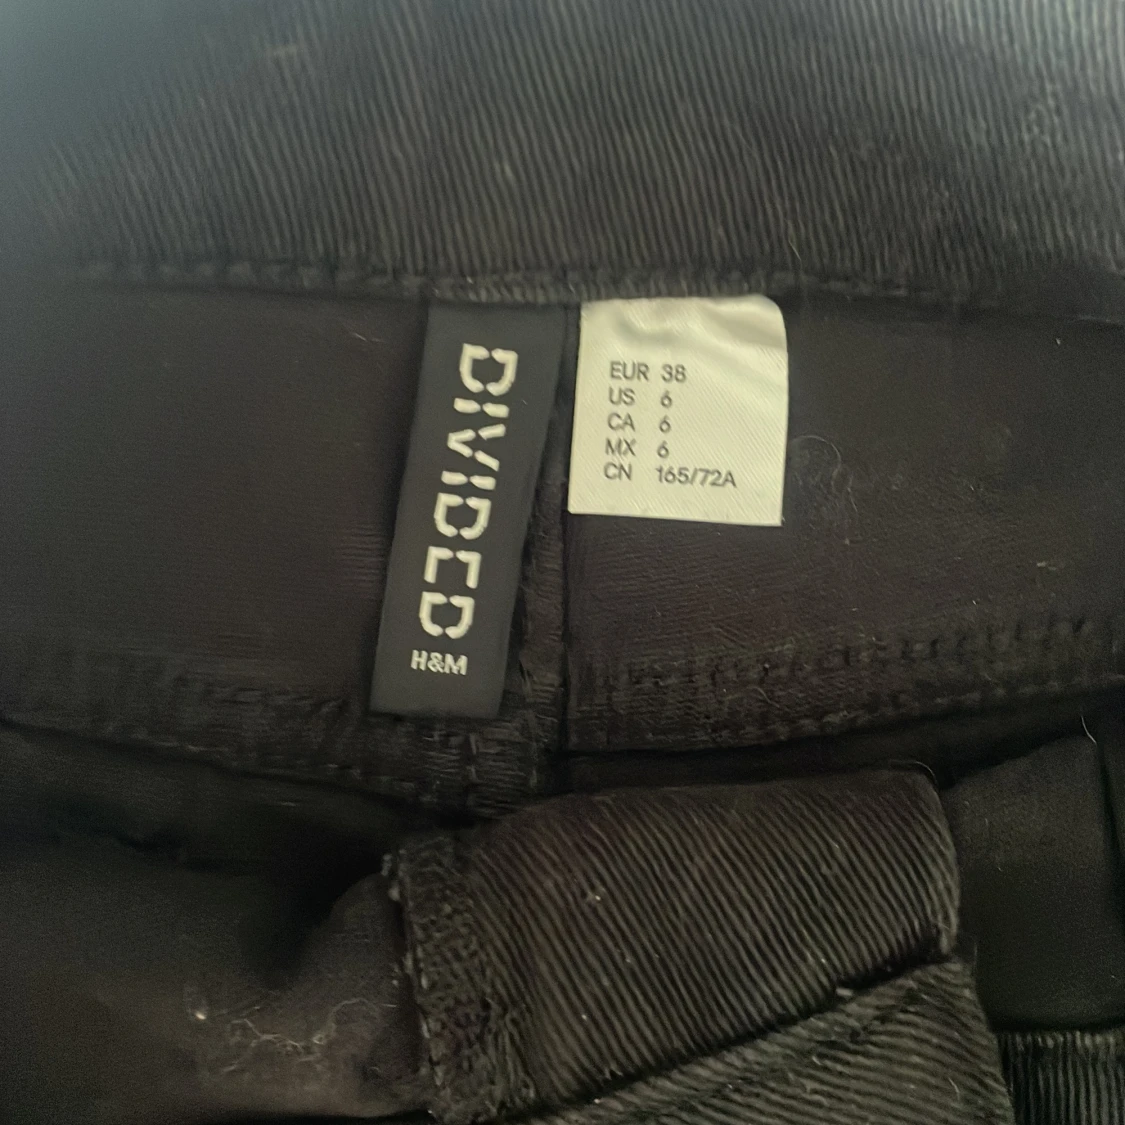 DIVIDED
H&M
EUR 38
US 6
CA 6
MX 6
CN 165/72A